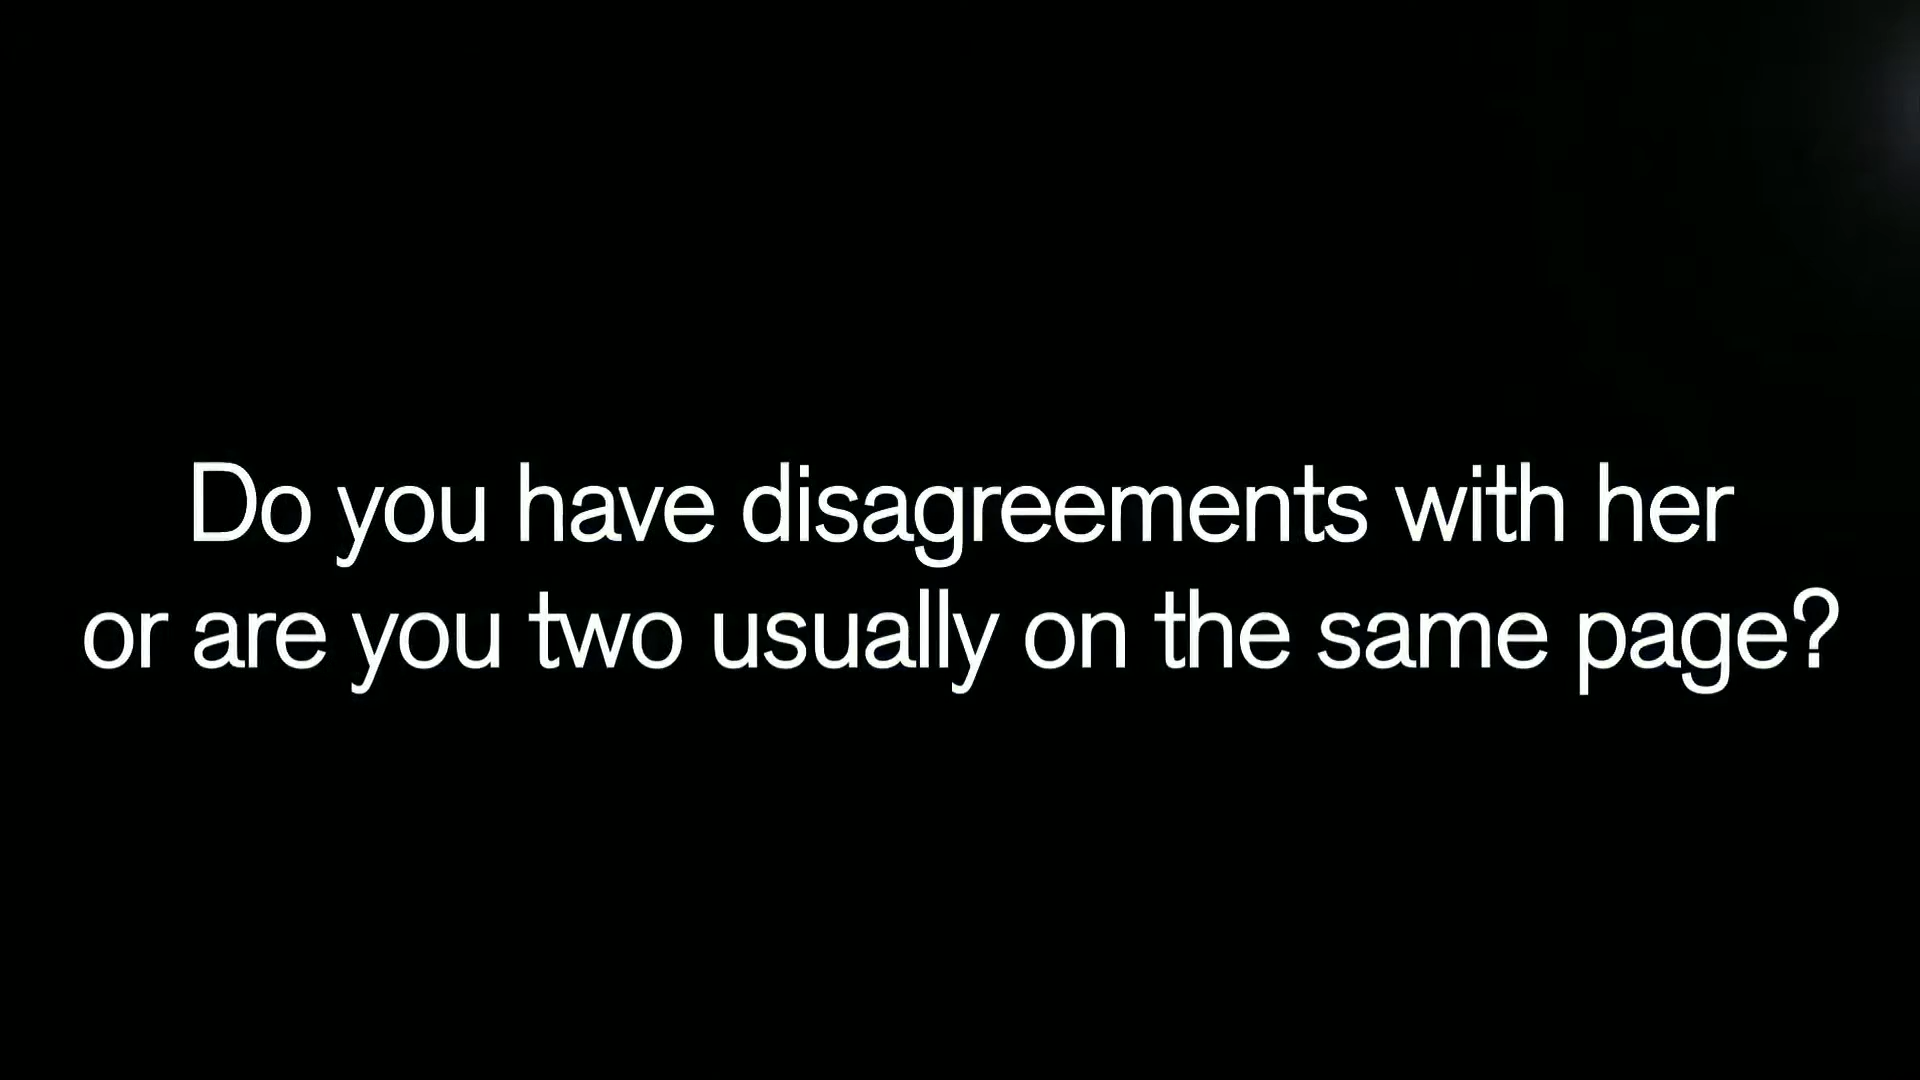 Do you have disagreements with her
or are you two usually on the same page?